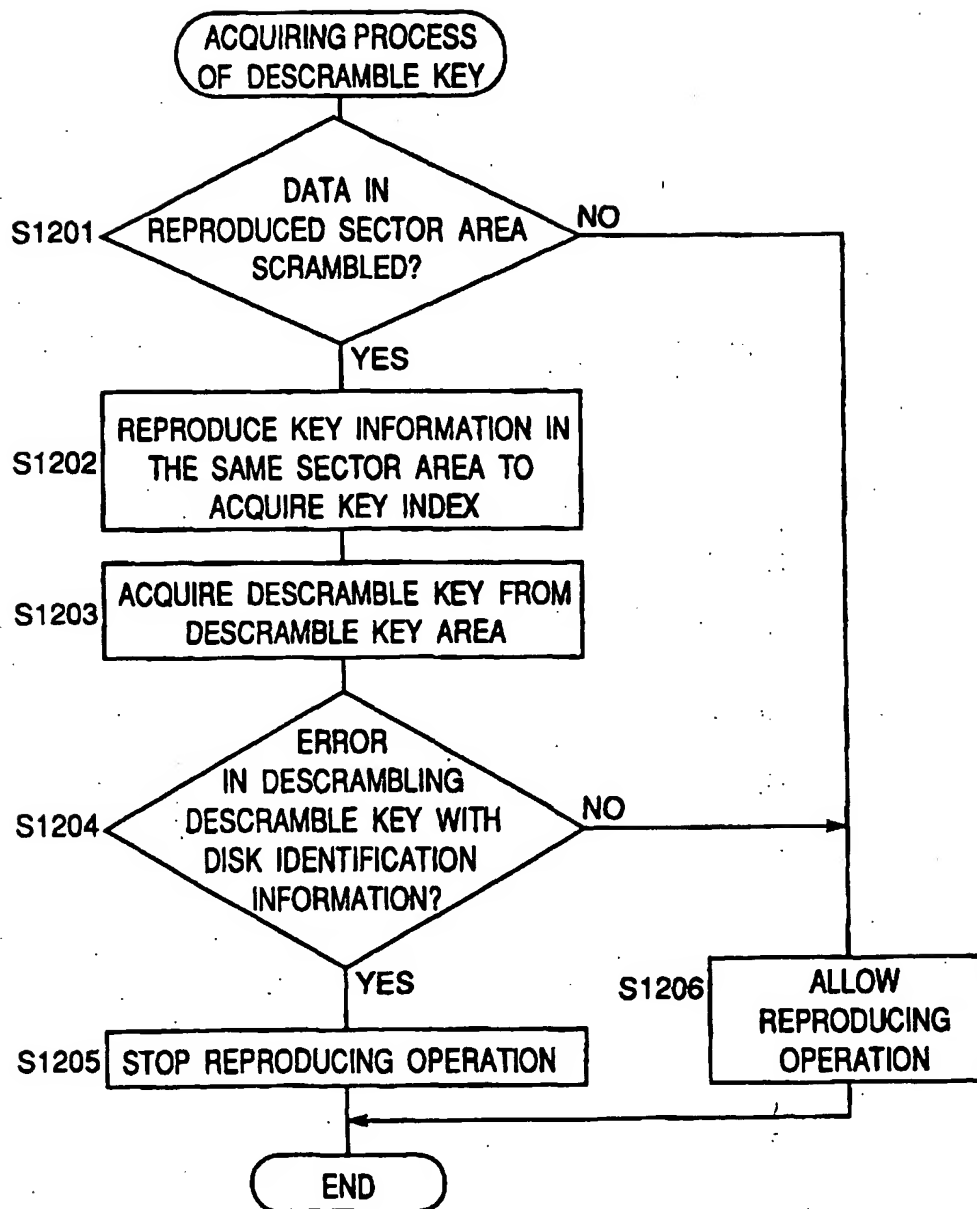 ACQUIRING PROCESS
OF DESCRAMBLE KEY
S1201
DATA IN
REPRODUCED SECTOR AREA
SCRAMBLED?
NO
YES
S1202
REPRODUCE KEY INFORMATION IN
THE SAME SECTOR AREA TO
ACQUIRE KEY INDEX
S1203
ACQUIRE DESCRAMBLE KEY FROM
DESCRAMBLE KEY AREA
S1204
ERROR
IN DESCRAMBLING
DESCRAMBLE KEY WITH
DISK IDENTIFICATION
INFORMATION?
NO
YES
S1205
STOP REPRODUCING OPERATION
S1206
ALLOW
REPRODUCING
OPERATION
END